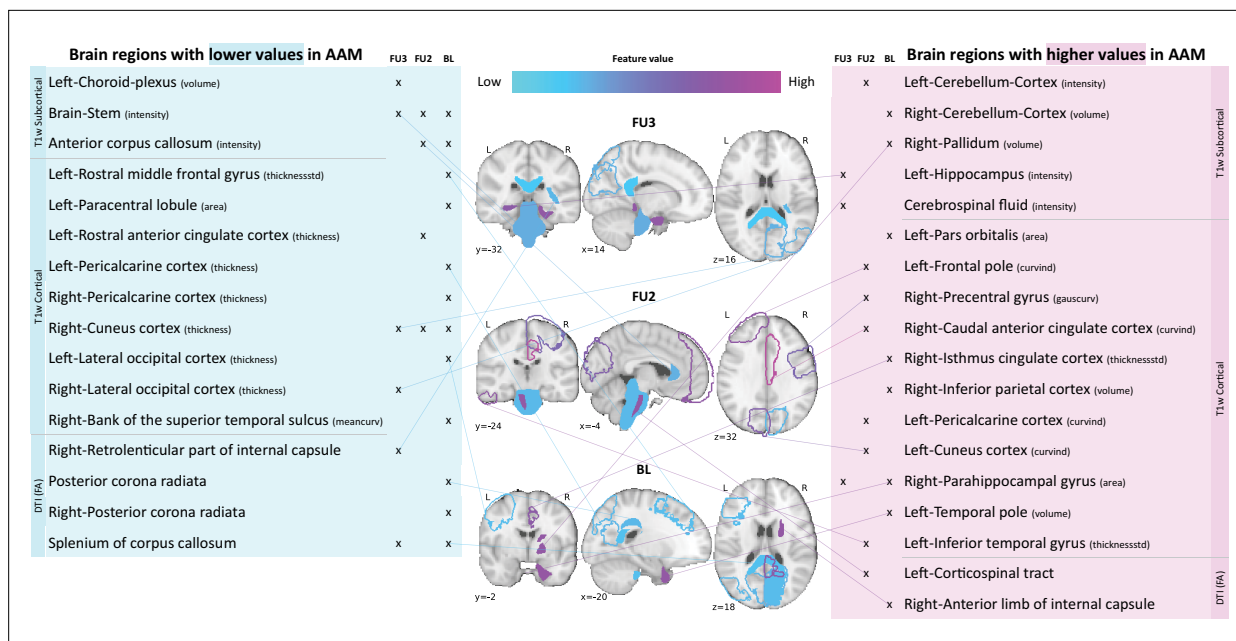 Brain regions with lower values in AAM
FU3 FU2 BL
T1w Subcortical
Left-Choroid-plexus (volume) x
Brain-Stem (intensity) x x x
Anterior corpus callosum (intensity) x x
T1w Cortical
Left-Rostral middle frontal gyrus (thicknessstd) x
Left-Paracentral lobule (area) x
Left-Rostral anterior cingulate cortex (thickness) x
Left-Pericalcarine cortex (thickness) x
Right-Pericalcarine cortex (thickness) x
Right-Cuneus cortex (thickness) x x x
Left-Lateral occipital cortex (thickness) x
Right-Lateral occipital cortex (thickness) x
Right-Bank of the superior temporal sulcus (meancurv) x
DTI (FA)
Right-Retrolenticular part of internal capsule x
Posterior corona radiata x
Right-Posterior corona radiata x
Splenium of corpus callosum x x
Feature value
Low High
FU3
L R L R
y=-32 x=14 z=16
FU2
L R L R
y=-24 x=-4 z=32
BL
L R L R
y=-2 x=-20 z=18
Brain regions with higher values in AAM
FU3 FU2 BL
T1w Subcortical
x Left-Cerebellum-Cortex (intensity)
x Right-Cerebellum-Cortex (volume)
x Right-Pallidum (volume)
x Left-Hippocampus (intensity)
x Cerebrospinal fluid (intensity)
T1w Cortical
x Left-Pars orbitalis (area)
x Left-Frontal pole (curvind)
x Right-Precentral gyrus (gauscurv)
x Right-Caudal anterior cingulate cortex (curvind)
x Right-Isthmus cingulate cortex (thicknessstd)
x Right-Inferior parietal cortex (volume)
x Left-Pericalcarine cortex (curvind)
x Left-Cuneus cortex (curvind)
x x Right-Parahippocampal gyrus (area)
x Left-Temporal pole (volume)
x Left-Inferior temporal gyrus (thicknessstd)
DTI (FA)
x Left-Corticospinal tract
x Right-Anterior limb of internal capsule